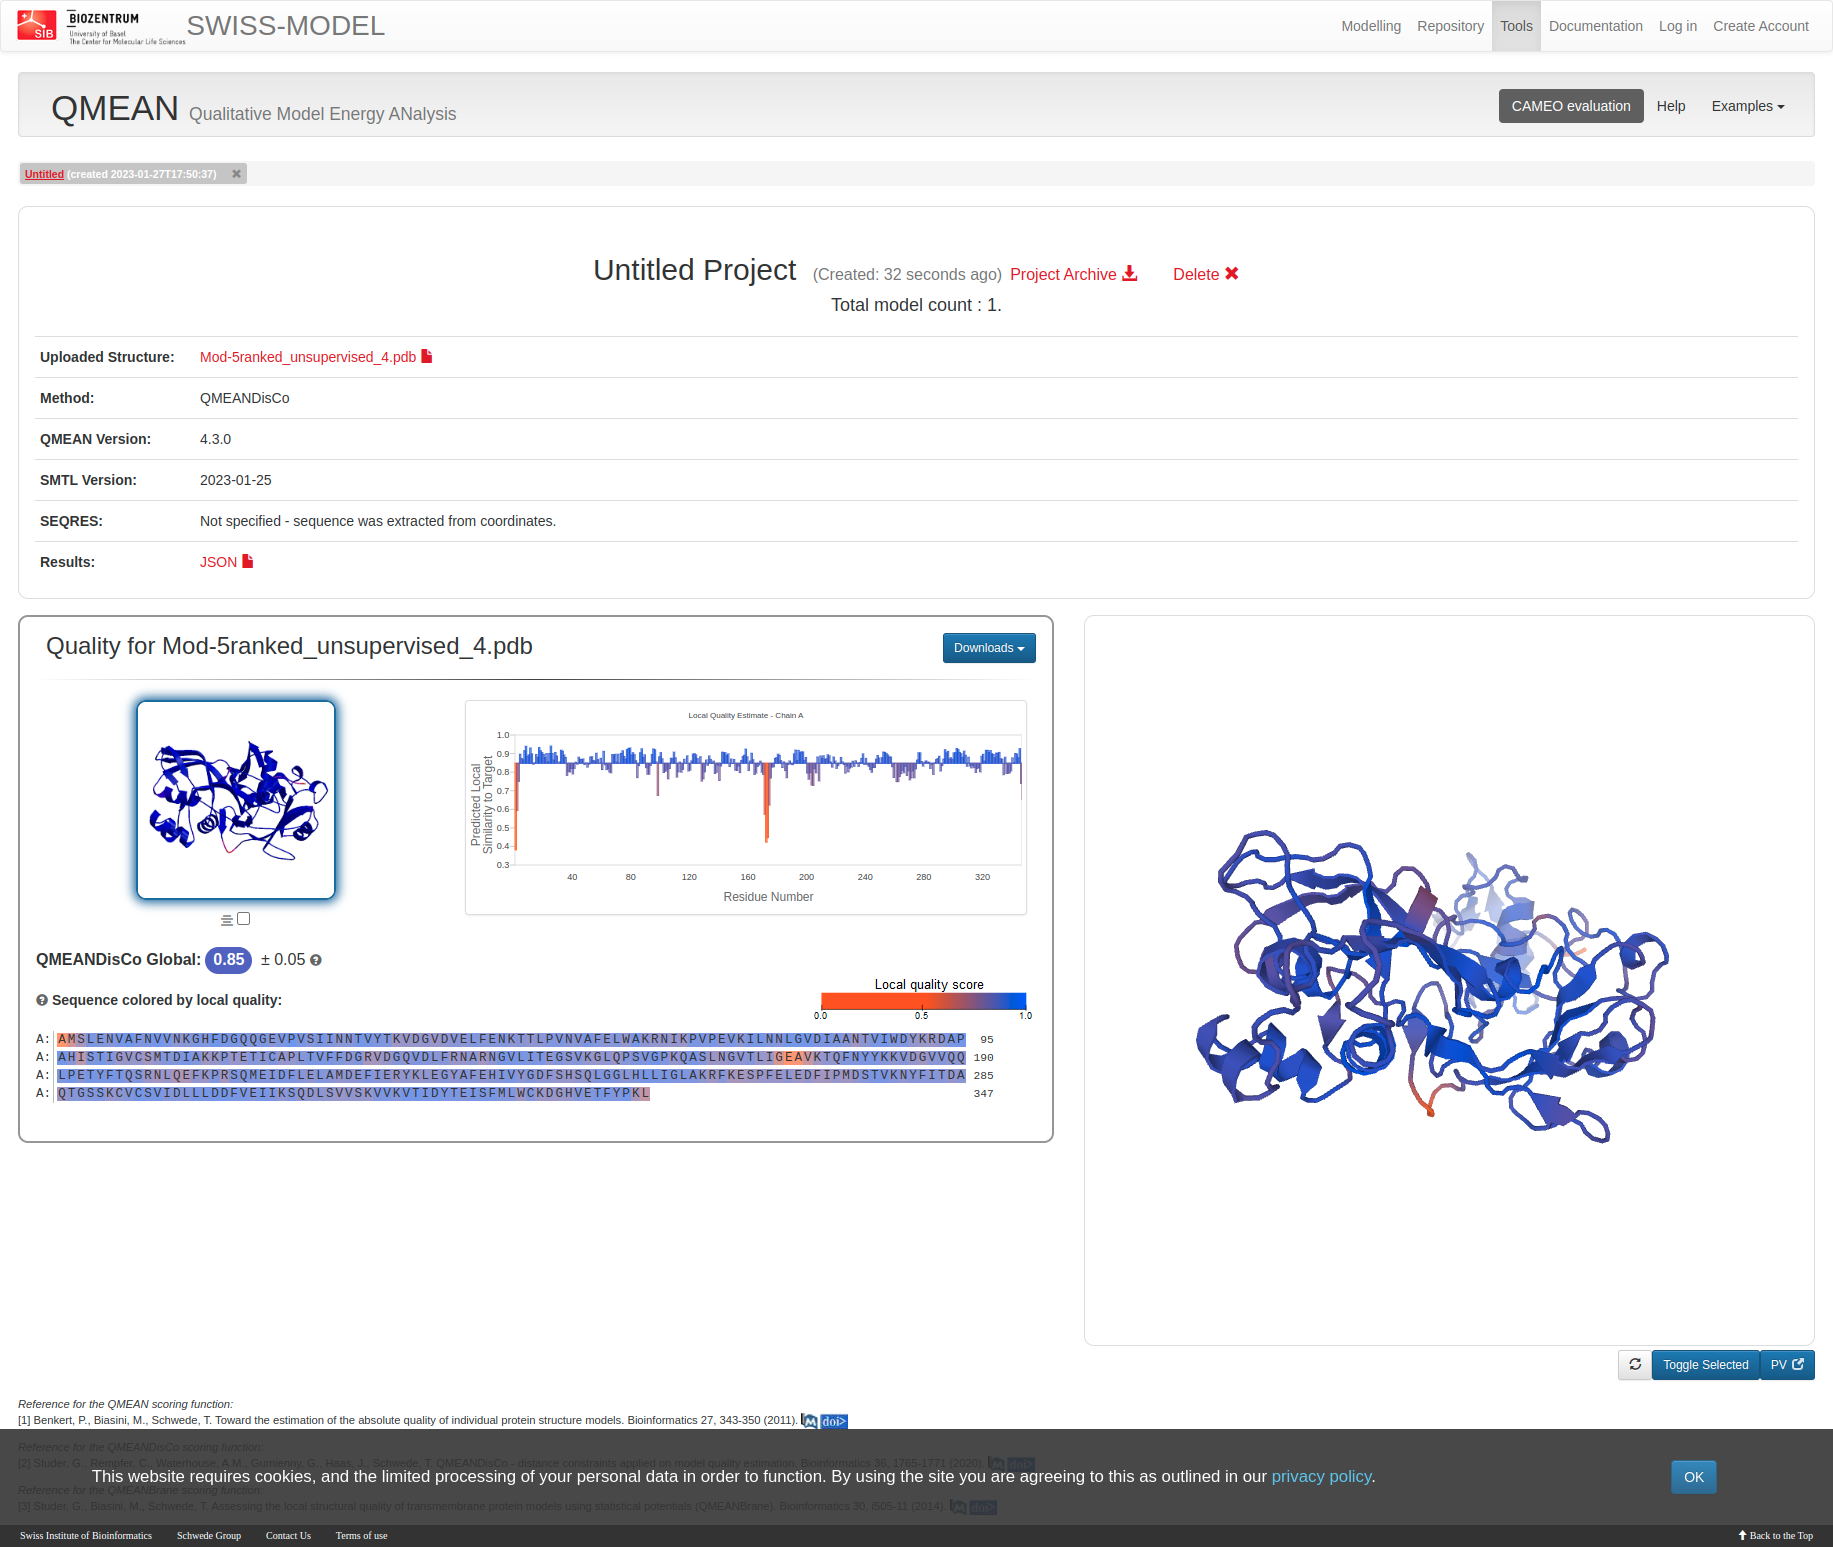 SIB
BIOZENTRUM
University of Basel
The Center for Molecular Life Sciences
SWISS-MODEL
Modelling Repository Tools Documentation Log in Create Account
QMEAN Qualitative Model Energy ANalysis
CAMEO evaluation Help Examples
Untitled (created 2023-01-27T17:50:37)
Untitled Project (Created: 32 seconds ago) Project Archive Delete
Total model count : 1.
Uploaded Structure: Mod-5ranked_unsupervised_4.pdb
Method: QMEANDisCo
QMEAN Version: 4.3.0
SMTL Version: 2023-01-25
SEQRES: Not specified - sequence was extracted from coordinates.
Results: JSON
Quality for Mod-5ranked_unsupervised_4.pdb
Downloads
Local Quality Estimate - Chain A
Predicted Local
Similarity to Target
1.0
0.9
0.8
0.7
0.6
0.5
0.4
0.3
40 80 120 160 200 240 280 320
Residue Number
QMEANDisCo Global: 0.85 ± 0.05
Sequence colored by local quality:
Local quality score
0.0 0.5 1.0
A: AMSLENVAFNVVNKGHFDGQQGEVPVSIINNTVYTKVDGVDVELFENKTTLPVNVAFELWAKRNIKPVPEVKILNNLGVDIAANTVIWDYKRDAP 95
A: AHISTIGVCSMTDIAKKPTETICAPLTVFFDGRVDGQVDLFRNARNGVLITEGSVKGLQPSVGPKQASLNGVTLIGEAVKTQFNYYKKVDGVVQQ 190
A: LPETYFTQSRNLQEFKPRSQMEIDFLELAMDEFIERYKLEGYAFEHIVYGDFSHSQLGGLHLLIGLAKRFKESPFELEDFIPMDSTVKNYFITDA 285
A: QTGSSKCVCSVIDLLLDDFVEIIKSQDLSVVSKVVKVTIDYTEISFMLWCKDGHVETFYPKL 347
Toggle Selected PV
Reference for the QMEAN scoring function:
[1] Benkert, P., Biasini, M., Schwede, T. Toward the estimation of the absolute quality of individual protein structure models. Bioinformatics 27, 343-350 (2011). M doi>
Reference for the QMEANDisCo scoring function:
[2] Studer, G., Rempfer, C., Waterhouse, A.M., Gumienny, G., Haas, J., Schwede, T. QMEANDisCo - distance constraints applied on model quality estimation. Bioinformatics 36, 1765-1771 (2020). M doi>
This website requires cookies, and the limited processing of your personal data in order to function. By using the site you are agreeing to this as outlined in our privacy policy.
OK
Reference for the QMEANBrane scoring function:
[3] Studer, G., Biasini, M., Schwede, T. Assessing the local structural quality of transmembrane protein models using statistical potentials (QMEANBrane). Bioinformatics 30, i505-11 (2014). M doi>
Swiss Institute of Bioinformatics Schwede Group Contact Us Terms of use
Back to the Top